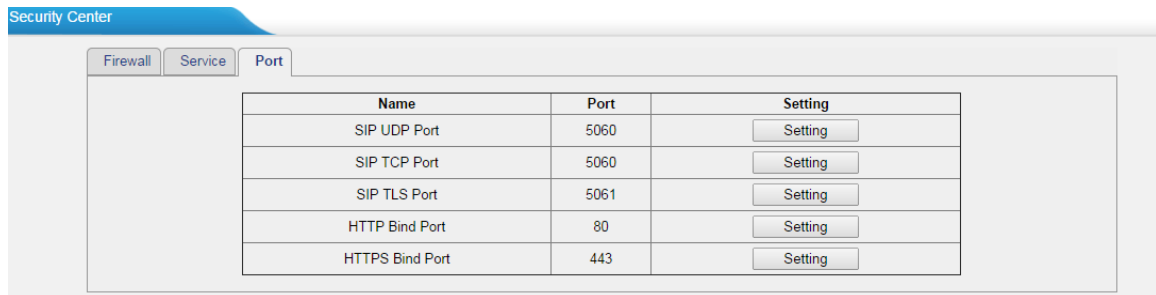 Security Center
Firewall Service Port
Name Port Setting
SIP UDP Port 5060 Setting
SIP TCP Port 5060 Setting
SIP TLS Port 5061 Setting
HTTP Bind Port 80 Setting
HTTPS Bind Port 443 Setting